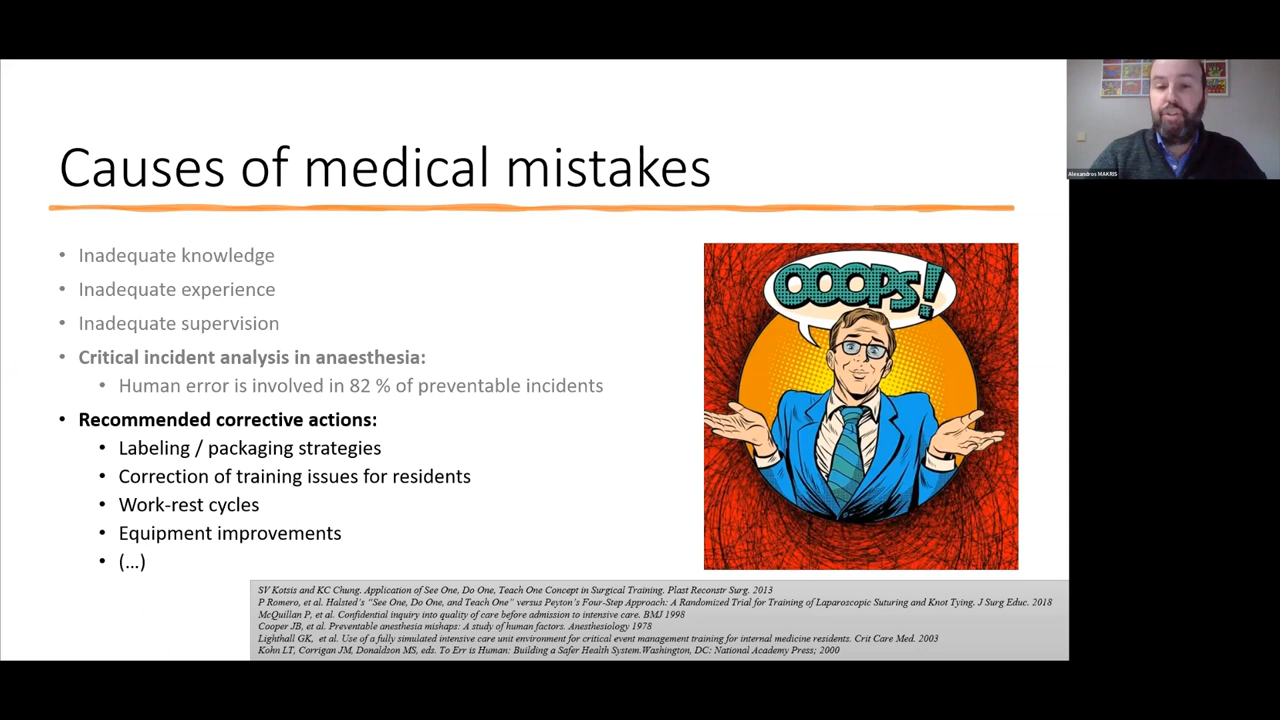 Causes of medical mistakes
• Inadequate knowledge
• Inadequate experience
• Inadequate supervision
• Critical incident analysis in anaesthesia:
• Human error is involved in 82 % of preventable incidents
• Recommended corrective actions:
• Labeling / packaging strategies
• Correction of training issues for residents
• Work-rest cycles
• Equipment improvements
• (…)
OOOPS!
SV Kotsis and KC Chung. Application of See One, Do One, Teach One Concept in Surgical Training. Plast Reconstr Surg. 2013
P Romero, et al. Halsted's "See One, Do One, and Teach One" versus Peyton's Four-Step Approach: A Randomized Trial for Training of Laparoscopic Suturing and Knot Tying. J Surg Educ. 2018
McQuillan P, et al. Confidential inquiry into quality of care before admission to intensive care. BMJ 1998
Cooper JB, et al. Preventable anesthesia mishaps: A study of human factors. Anesthesiology 1978
Lighthall GK, et al. Use of a fully simulated intensive care unit environment for critical event management training for internal medicine residents. Crit Care Med. 2003
Kohn LT, Corrigan JM, Donaldson MS, eds. To Err is Human: Building a Safer Health System.Washington, DC: National Academy Press; 2000
Alexandros MAKRIS